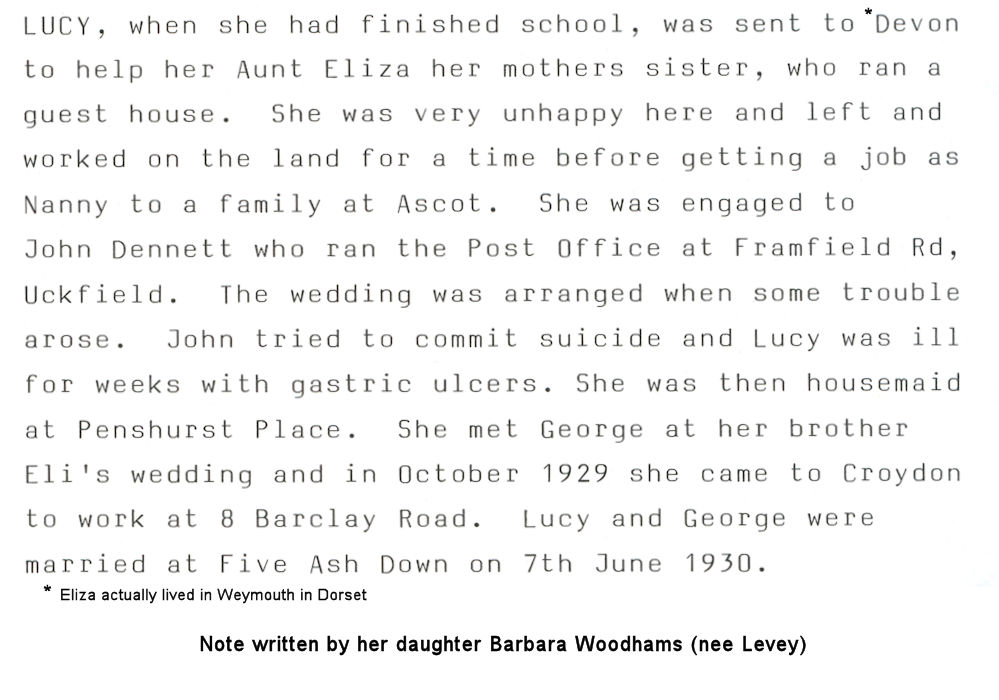 LUCY, when she had finished school, was sent to *Devon
to help her Aunt Eliza her mothers sister, who ran a
guest house. She was very unhappy here and left and
worked on the land for a time before getting a job as
Nanny to a family at Ascot. She was engaged to
John Dennett who ran the Post Office at Framfield Rd,
Uckfield. The wedding was arranged when some trouble
arose. John tried to commit suicide and Lucy was ill
for weeks with gastric ulcers. She was then housemaid
at Penshurst Place. She met George at her brother
Eli's wedding and in October 1929 she came to Croydon
to work at 8 Barclay Road. Lucy and George were
married at Five Ash Down on 7th June 1930.
* Eliza actually lived in Weymouth in Dorset
Note written by her daughter Barbara Woodhams (nee Levey)